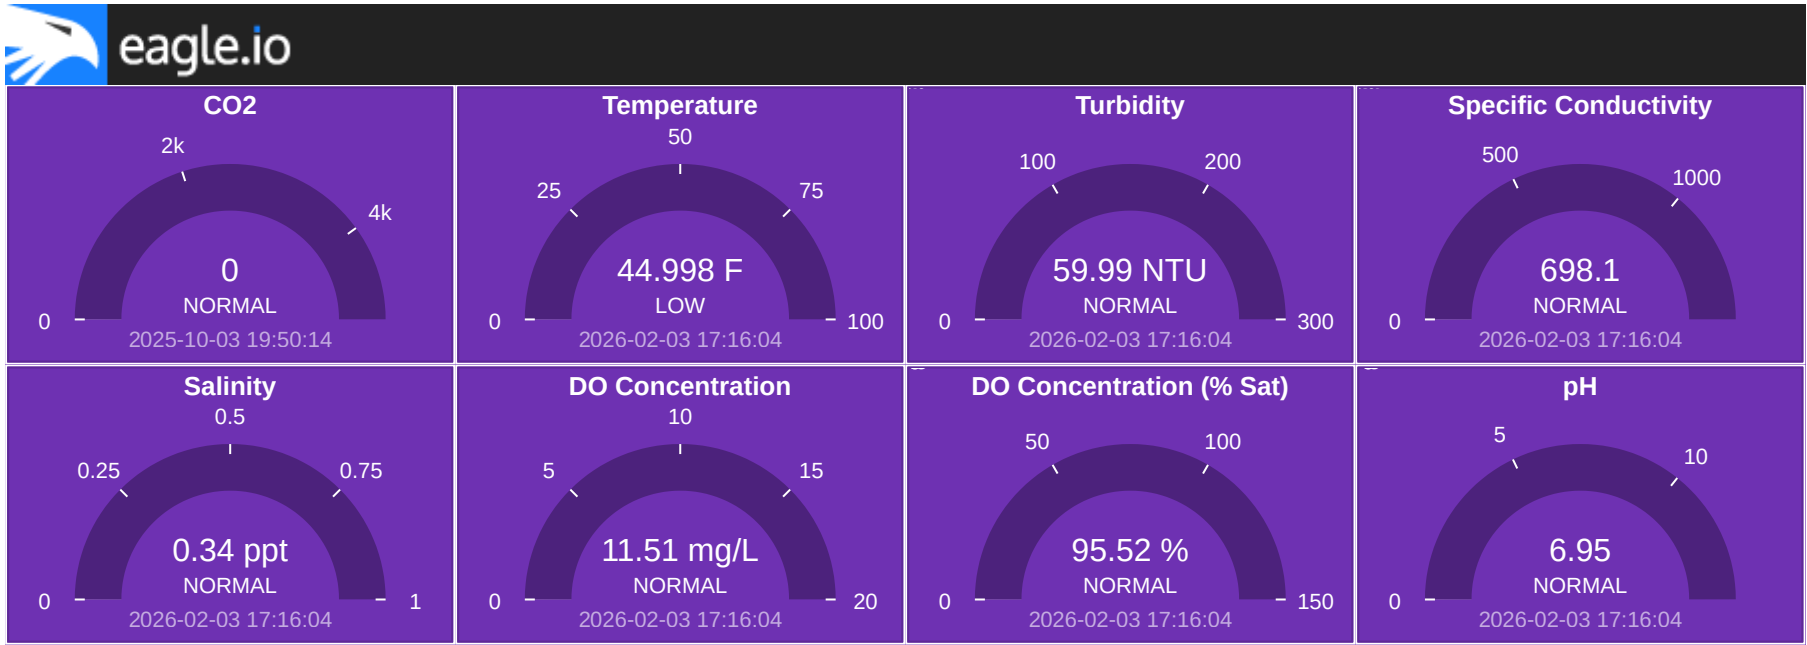 eagle.io
CO2
2k
4k
0
0
NORMAL
2025-10-03 19:50:14
Temperature
50
25
75
44.998 F
LOW
0
100
2026-02-03 17:16:04
Turbidity
100
200
59.99 NTU
NORMAL
0
300
2026-02-03 17:16:04
Specific Conductivity
500
1000
698.1
NORMAL
0
2026-02-03 17:16:04
Salinity
0.5
0.25
0.75
0.34 ppt
NORMAL
0
1
2026-02-03 17:16:04
DO Concentration
10
5
15
11.51 mg/L
NORMAL
0
20
2026-02-03 17:16:04
DO Concentration (% Sat)
50
100
95.52 %
NORMAL
0
150
2026-02-03 17:16:04
pH
5
10
6.95
NORMAL
0
2026-02-03 17:16:04